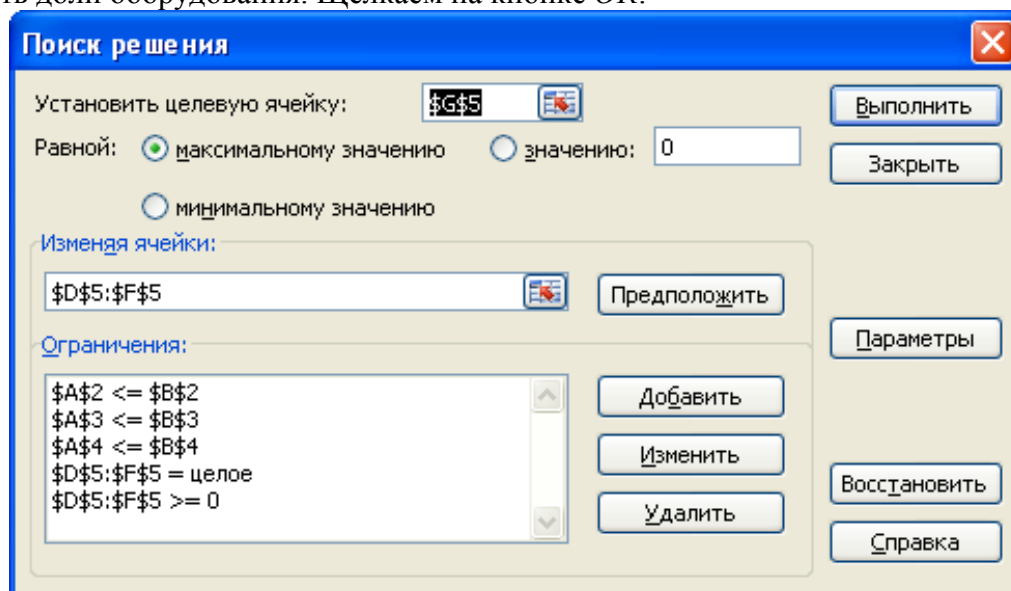 ть доли оборудования. Щелкаем на кнопке OK.
Поиск решения
Установить целевую ячейку: $G$5
Выполнить
Равной: максимальному значению значению: 0
Закрыть
минимальному значению
Изменяя ячейки:
$D$5:$F$5
Предположить
Параметры
Ограничения:
$A$2 <= $B$2
$A$3 <= $B$3
$A$4 <= $B$4
$D$5:$F$5 = целое
$D$5:$F$5 >= 0
Добавить
Изменить
Удалить
Восстановить
Справка